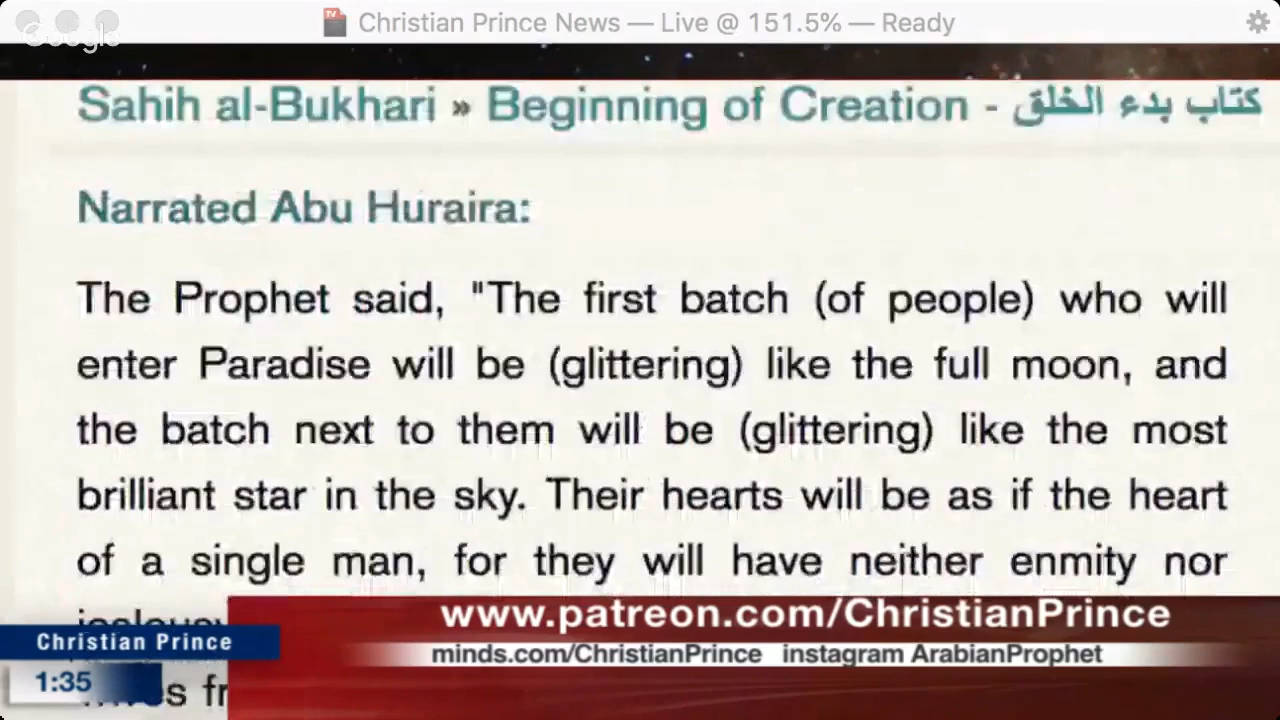 Christian Prince News — Live @ 151.5% — Ready
Google
Sahih al-Bukhari » Beginning of Creation - كتاب بدء الخلق
Narrated Abu Huraira:
The Prophet said, "The first batch (of people) who will
enter Paradise will be (glittering) like the full moon, and
the batch next to them will be (glittering) like the most
brilliant star in the sky. Their hearts will be as if the heart
of a single man, for they will have neither enmity nor
www.patreon.com/ChristianPrince
Christian Prince
minds.com/ChristianPrince instagram ArabianProphet
1:35